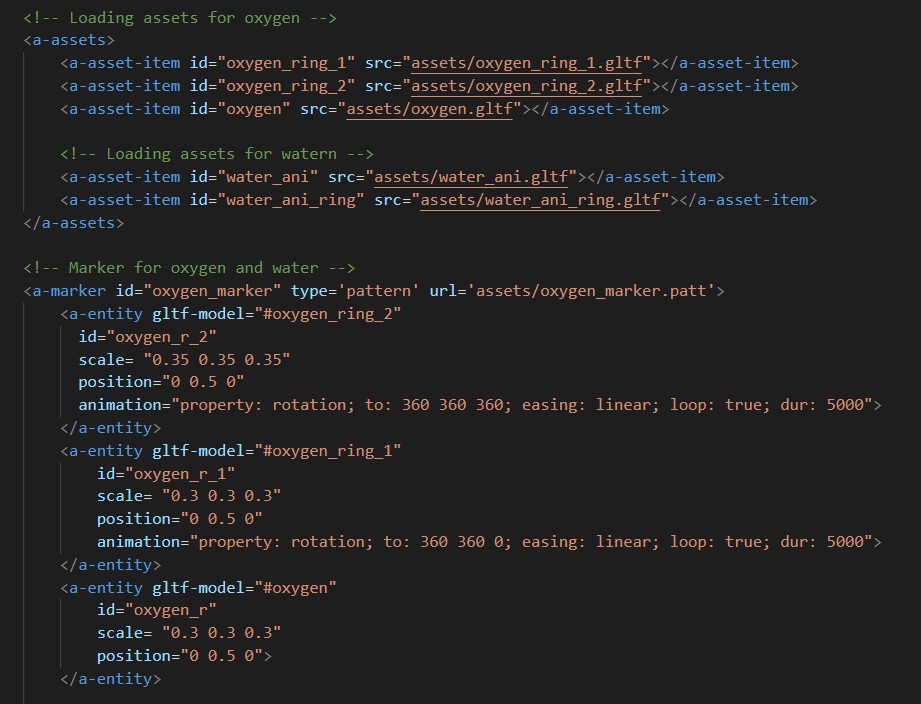 <!-- Loading assets for oxygen -->
<a-assets>
<a-asset-item id="oxygen_ring_1" src="assets/oxygen_ring_1.gltf"></a-asset-item>
<a-asset-item id="oxygen_ring_2" src="assets/oxygen_ring_2.gltf"></a-asset-item>
<a-asset-item id="oxygen" src="assets/oxygen.gltf"></a-asset-item>
<!-- Loading assets for watern -->
<a-asset-item id="water_ani" src="assets/water_ani.gltf"></a-asset-item>
<a-asset-item id="water_ani_ring" src="assets/water_ani_ring.gltf"></a-asset-item>
</a-assets>
<!-- Marker for oxygen and water -->
<a-marker id="oxygen_marker" type='pattern' url='assets/oxygen_marker.patt'>
<a-entity gltf-model="#oxygen_ring_2"
id="oxygen_r_2"
scale= "0.35 0.35 0.35"
position="0 0.5 0"
animation="property: rotation; to: 360 360 360; easing: linear; loop: true; dur: 5000">
</a-entity>
<a-entity gltf-model="#oxygen_ring_1"
id="oxygen_r_1"
scale= "0.3 0.3 0.3"
position="0 0.5 0"
animation="property: rotation; to: 360 360 0; easing: linear; loop: true; dur: 5000">
</a-entity>
<a-entity gltf-model="#oxygen"
id="oxygen_r"
scale= "0.3 0.3 0.3"
position="0 0.5 0">
</a-entity>